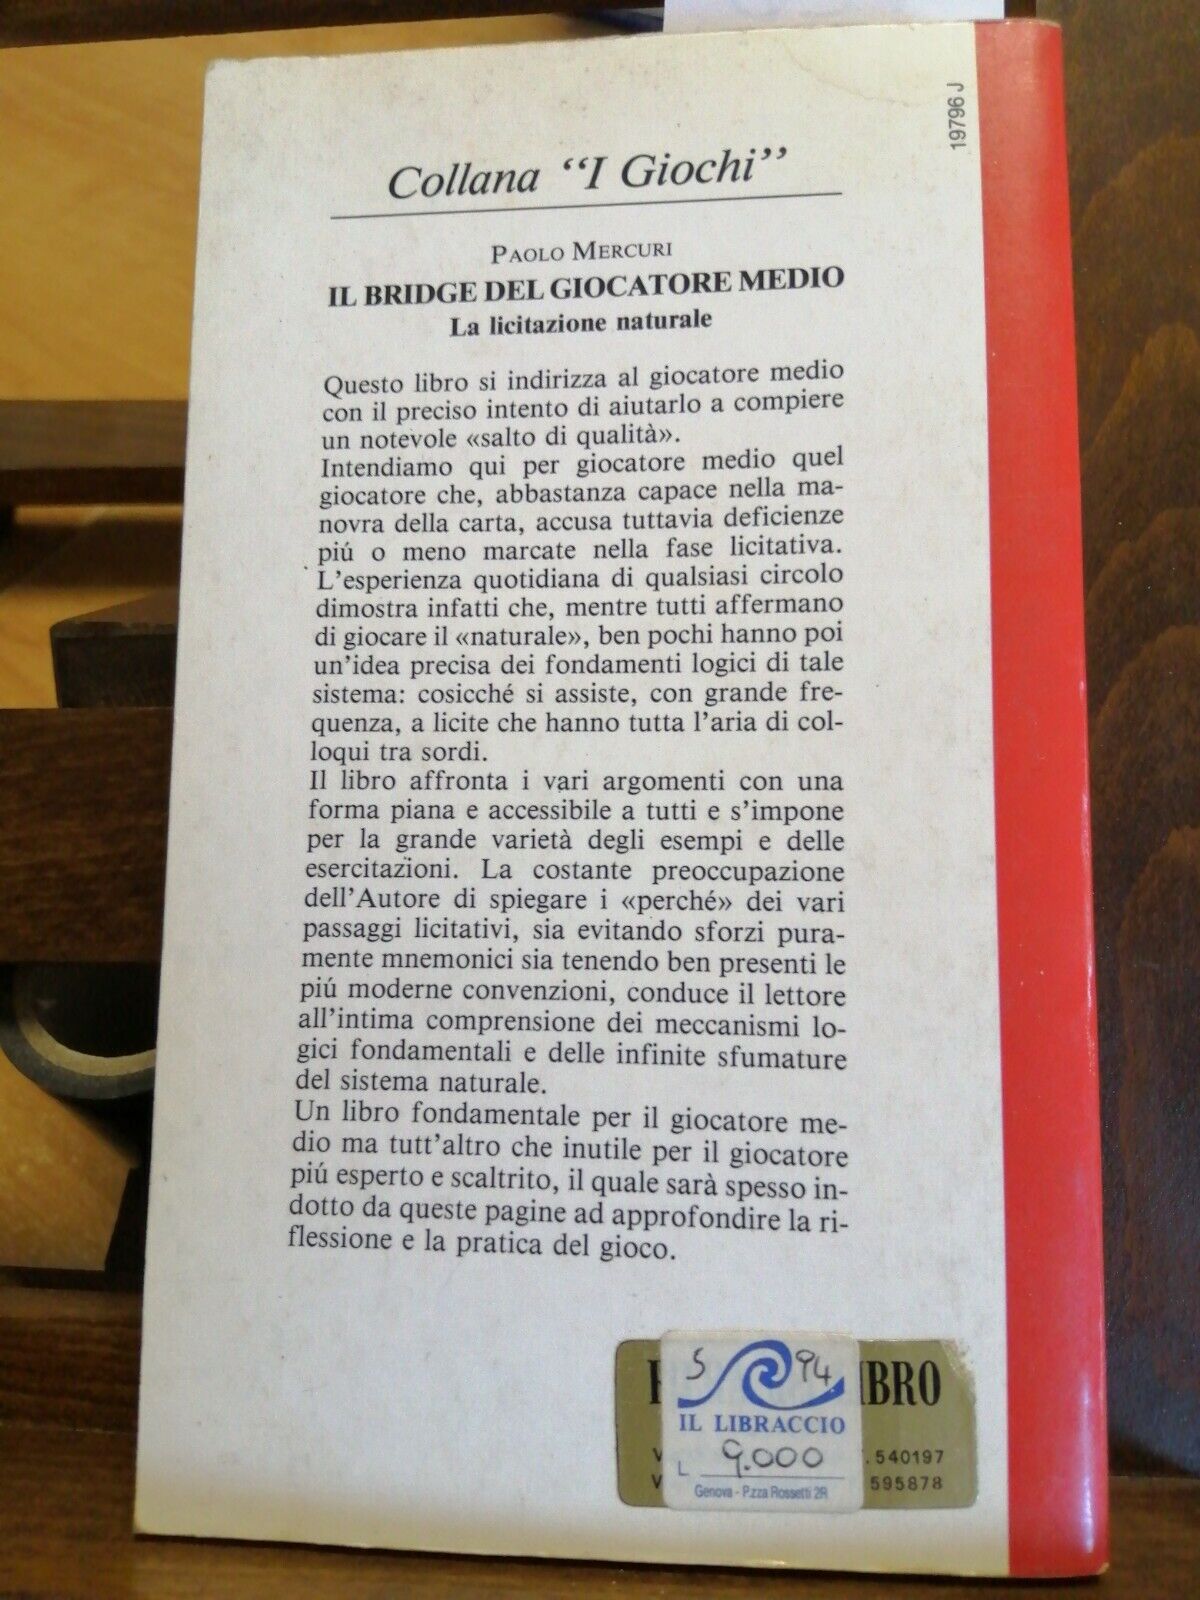 19796 J
Collana “I Giochi”
PAOLO MERCURI
IL BRIDGE DEL GIOCATORE MEDIO
La licitazione naturale
Questo libro si indirizza al giocatore medio
con il preciso intento di aiutarlo a compiere
un notevole «salto di qualità».
Intendiamo qui per giocatore medio quel
giocatore che, abbastanza capace nella ma-
novra della carta, accusa tuttavia deficienze
piú o meno marcate nella fase licitativa.
L’esperienza quotidiana di qualsiasi circolo
dimostra infatti che, mentre tutti affermano
di giocare il «naturale», ben pochi hanno poi
un’idea precisa dei fondamenti logici di tale
sistema: cosicché si assiste, con grande fre-
quenza, a licite che hanno tutta l’aria di col-
loqui tra sordi.
Il libro affronta i vari argomenti con una
forma piana e accessibile a tutti e s’impone
per la grande varietà degli esempi e delle
esercitazioni. La costante preoccupazione
dell’Autore di spiegare i «perché» dei vari
passaggi licitativi, sia evitando sforzi pura-
mente mnemonici sia tenendo ben presenti le
piú moderne convenzioni, conduce il lettore
all’intima comprensione dei meccanismi lo-
gici fondamentali e delle infinite sfumature
del sistema naturale.
Un libro fondamentale per il giocatore me-
dio ma tutt’altro che inutile per il giocatore
piú esperto e scaltrito, il quale sarà spesso in-
dotto da queste pagine ad approfondire la ri-
flessione e la pratica del gioco.
S 94
IBRO
IL LIBRACCIO
L 9.000
.540197
595878
Genova - P.zza Rossetti 2R